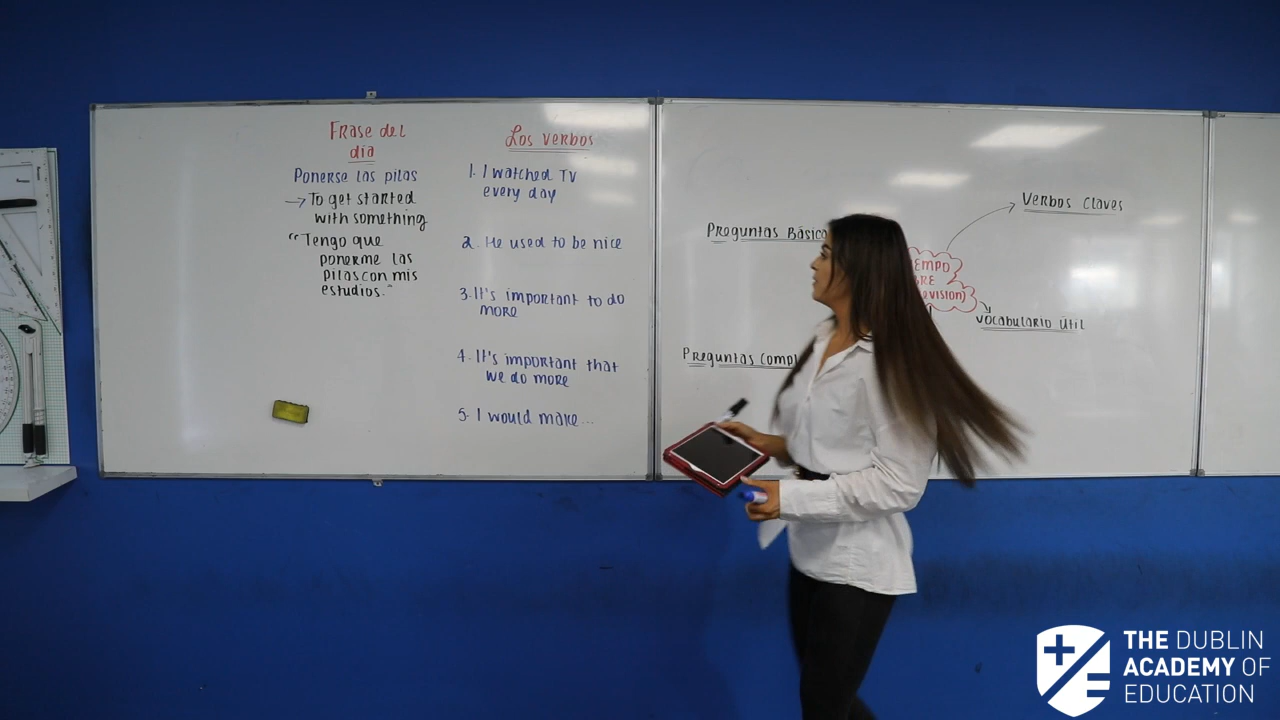 FRASE DEL
día
PONERSE LAS PILAS
→ To get started
with something
"Tengo que
ponerme las
pilas con mis
estudios."
Los verbos
1. I watched TV
every day
2. He used to be nice
3. It's important to do
more
4. It's important that
we do more
5. I would make...
Preguntas Básica
Preguntas Compl
Verbos Claves
Vocabulario Útil
THE DUBLIN
ACADEMY OF
EDUCATION